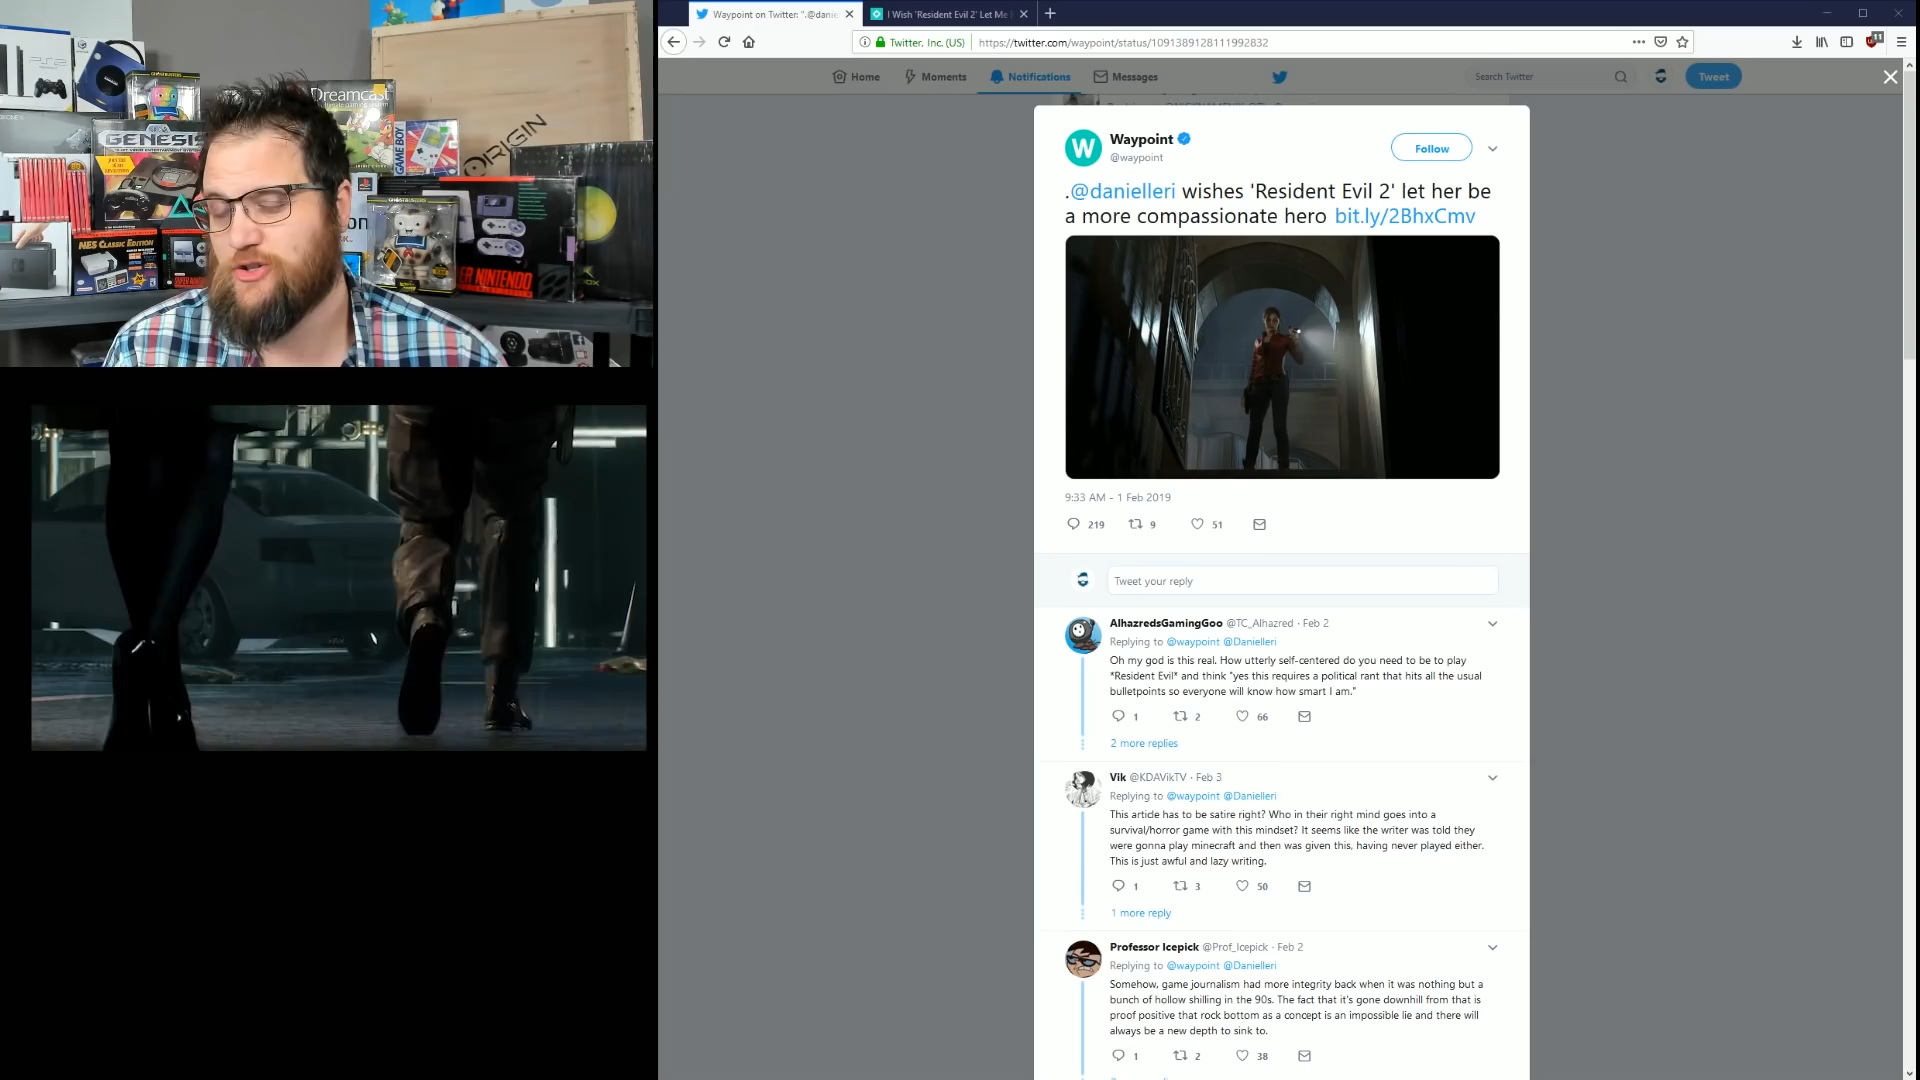 Waypoint on Twitter: ".@danie
I Wish 'Resident Evil 2' Let Me
Twitter, Inc. (US)
https://twitter.com/waypoint/status/1091389128111992832
11
Home
Moments
Notifications
Messages
Search Twitter
Tweet
W
Waypoint
@waypoint
Follow
.@danielleri wishes 'Resident Evil 2' let her be
a more compassionate hero bit.ly/2BhxCmv
9:33 AM - 1 Feb 2019
219
9
51
Tweet your reply
AlhazredsGamingGoo @TC_Alhazred · Feb 2
Replying to @waypoint @Danielleri
Oh my god is this real. How utterly self-centered do you need to be to play
*Resident Evil* and think "yes this requires a political rant that hits all the usual
bulletpoints so everyone will know how smart I am."
1
2
66
2 more replies
Vik @KDAVikTV · Feb 3
Replying to @waypoint @Danielleri
This article has to be satire right? Who in their right mind goes into a
survival/horror game with this mindset? It seems like the writer was told they
were gonna play minecraft and then was given this, having never played either.
This is just awful and lazy writing.
1
3
50
1 more reply
Professor Icepick @Prof_Icepick · Feb 2
Replying to @waypoint @Danielleri
Somehow, game journalism had more integrity back when it was nothing but a
bunch of hollow shilling in the 90s. The fact that it's gone downhill from that is
proof positive that rock bottom as a concept is an impossible lie and there will
always be a new depth to sink to.
1
2
38
PS2
GAMECUBE
GHOSTBUSTERS
Dreamcast
SEGA
GENESIS
GAME BOY
ORIGIN
GHOSTBUSTERS
NES CLASSIC EDITION
SUPER NINTENDO